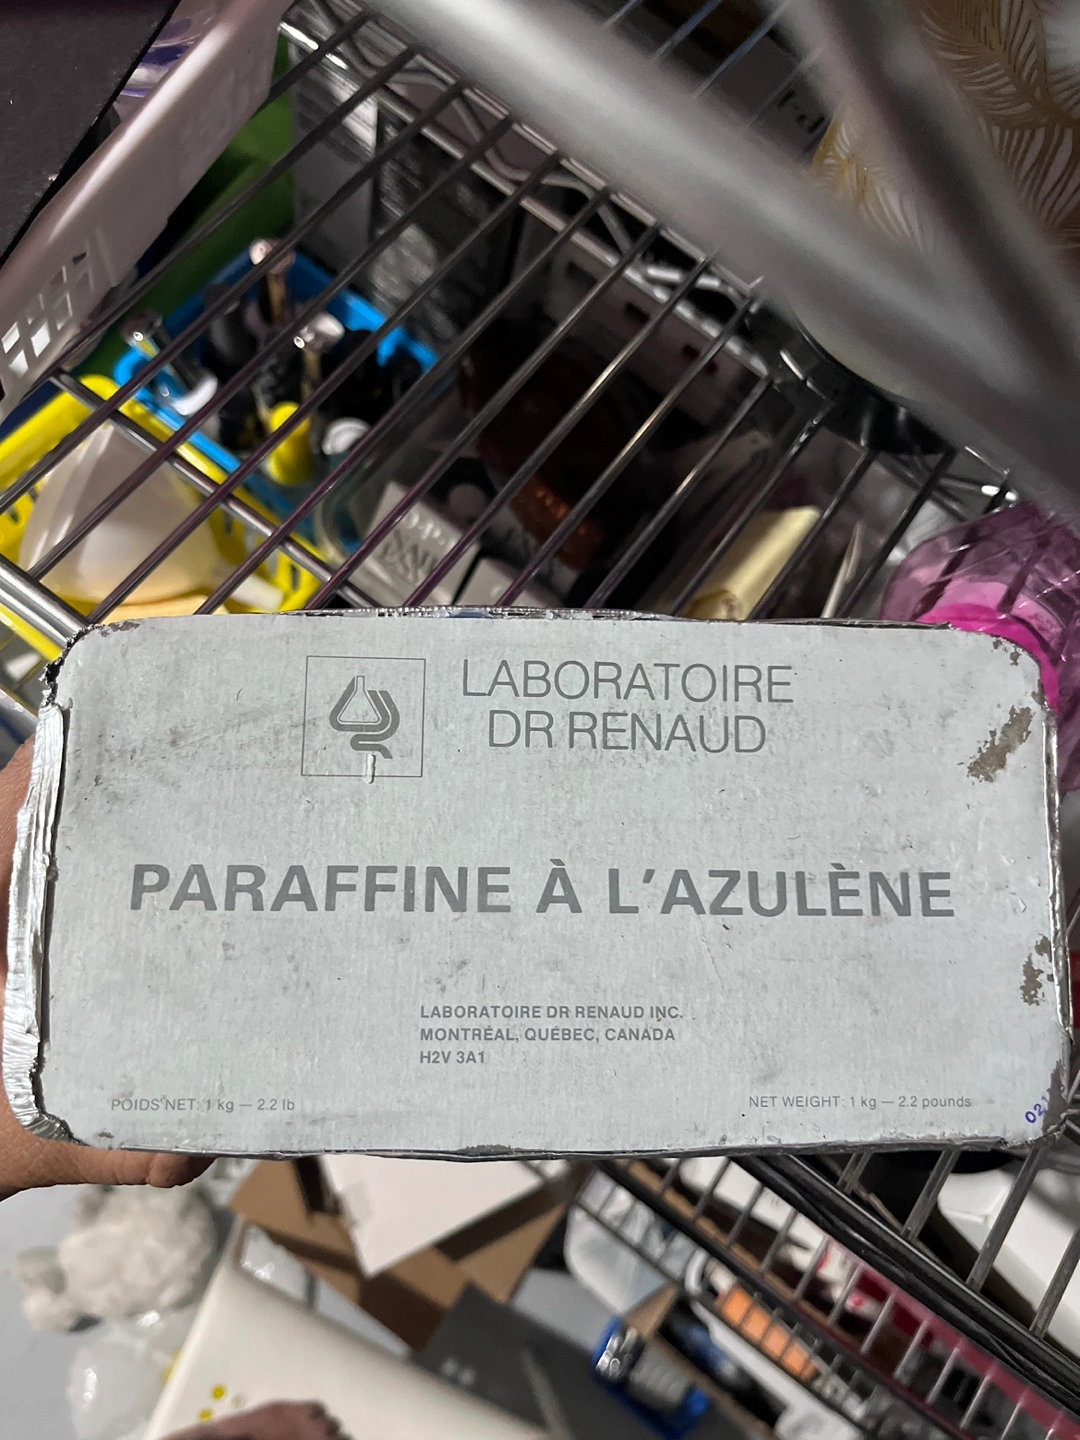 LABORATOIRE
DR RENAUD
PARAFFINE À L'AZULÈNE
LABORATOIRE DR RENAUD INC.
MONTRÉAL, QUÉBEC, CANADA
H2V 3A1
POIDS NET: 1 kg — 2.2 lb
NET WEIGHT: 1 kg — 2.2 pounds